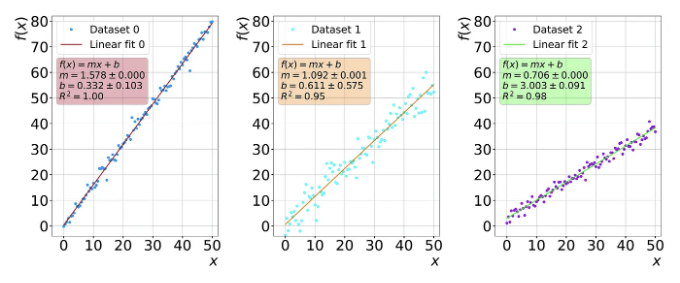 f(x)
80
70
60
50
40
30
20
10
0
Dataset 0
Linear fit 0
f(x) = mx + b
m = 1.578 ± 0.000
b = 0.332 ± 0.103
R² = 1.00
0 10 20 30 40 50
x
f(x)
80
70
60
50
40
30
20
10
0
Dataset 1
Linear fit 1
f(x) = mx + b
m = 1.092 ± 0.001
b = 0.611 ± 0.575
R² = 0.95
0 10 20 30 40 50
x
f(x)
80
70
60
50
40
30
20
10
0
Dataset 2
Linear fit 2
f(x) = mx + b
m = 0.706 ± 0.000
b = 3.003 ± 0.091
R² = 0.98
0 10 20 30 40 50
x